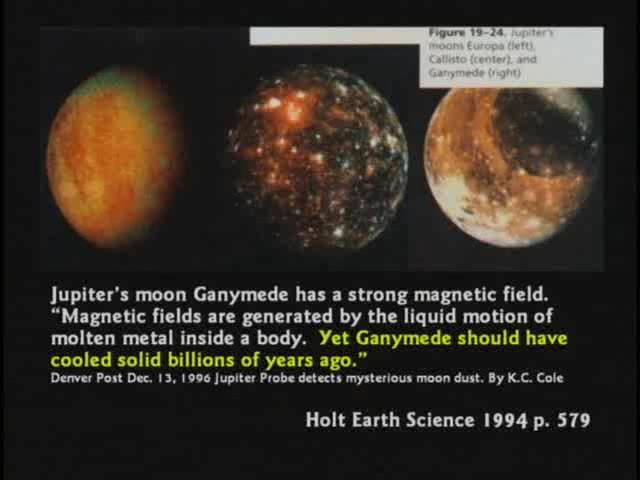 Figure 19–24. Jupiter's
moons Europa (left),
Callisto (center), and
Ganymede (right)
Jupiter's moon Ganymede has a strong magnetic field.
“Magnetic fields are generated by the liquid motion of
molten metal inside a body. Yet Ganymede should have
cooled solid billions of years ago.”
Denver Post Dec. 13, 1996 Jupiter Probe detects mysterious moon dust. By K.C. Cole
Holt Earth Science 1994 p. 579